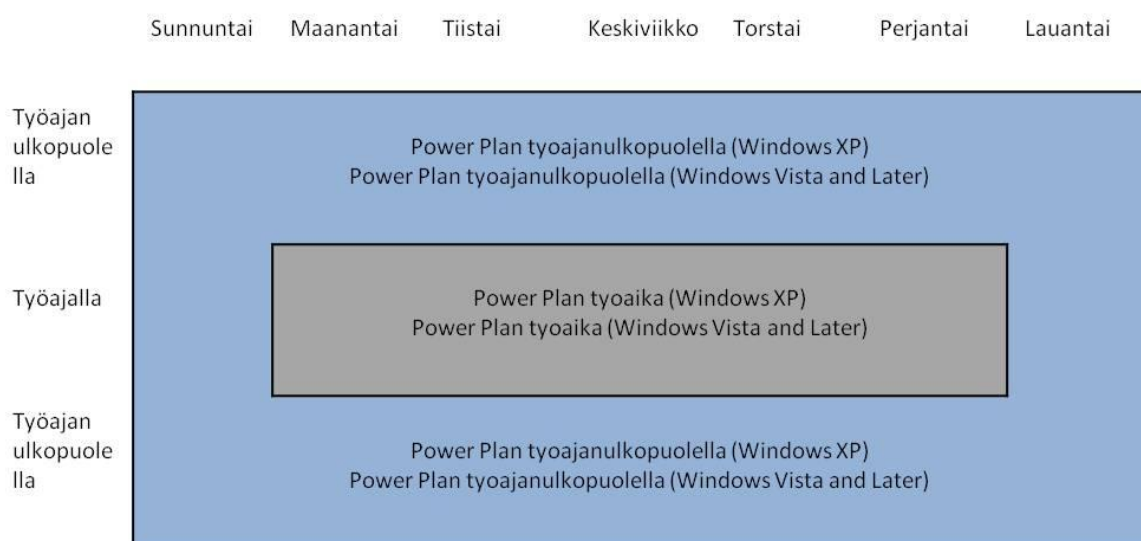 Sunnuntai Maanantai Tiistai Keskiviikko Torstai Perjantai Lauantai
Työajan
ulkopuole
lla
Power Plan tyoajanulkopuolella (Windows XP)
Power Plan tyoajanulkopuolella (Windows Vista and Later)
Työajalla
Power Plan tyoaika (Windows XP)
Power Plan tyoaika (Windows Vista and Later)
Työajan
ulkopuole
lla
Power Plan tyoajanulkopuolella (Windows XP)
Power Plan tyoajanulkopuolella (Windows Vista and Later)